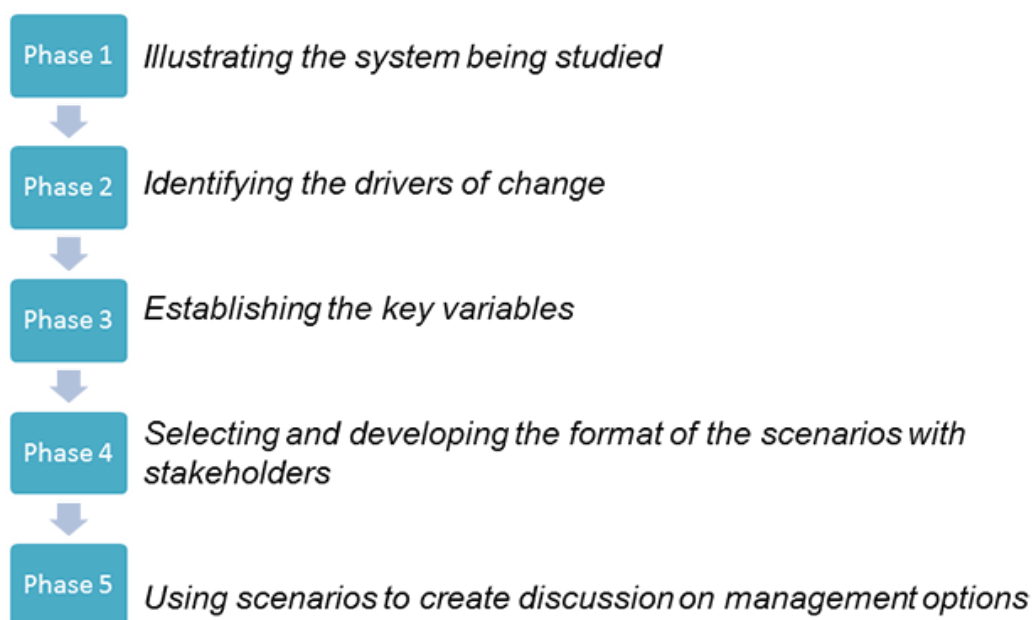 Phase 1
Illustrating the system being studied
Phase 2
Identifying the drivers of change
Phase 3
Establishing the key variables
Phase 4
Selecting and developing the format of the scenarios with
stakeholders
Phase 5
Using scenarios to create discussion on management options